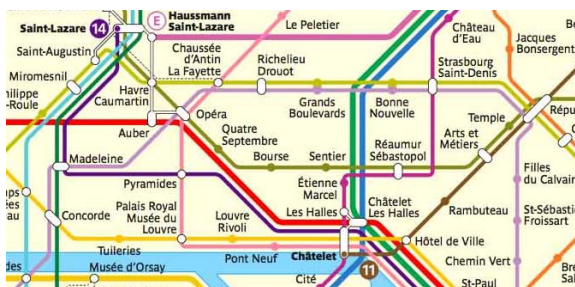 Saint-Lazare
14
E
Haussmann
Saint-Lazare
Le Peletier
Château
d'Eau
Jacques
Bonsergent
Saint-Augustin
Chaussée
d'Antin
La Fayette
Richelieu
Drouot
Strasbourg
Saint-Denis
Miromesnil
hilippe
-Roule
Havre
Caumartin
Opéra
Grands
Boulevards
Bonne
Nouvelle
Temple
Répu
Auber
Quatre
Septembre
Arts et
Métiers
Madeleine
Bourse
Sentier
Réaumur
Sébastopol
Filles
du Calvair
Pyramides
Étienne
Marcel
Palais Royal
Musée du
Louvre
Louvre
Rivoli
Les Halles
Châtelet
Les Halles
Rambuteau
St-Sébasti
Froissart
Concorde
Tuileries
Pont Neuf
Châtelet
Hôtel de Ville
Chemin Vert
Musée d'Orsay
Cité
11
St-Paul